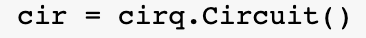 cir = cirq.Circuit()